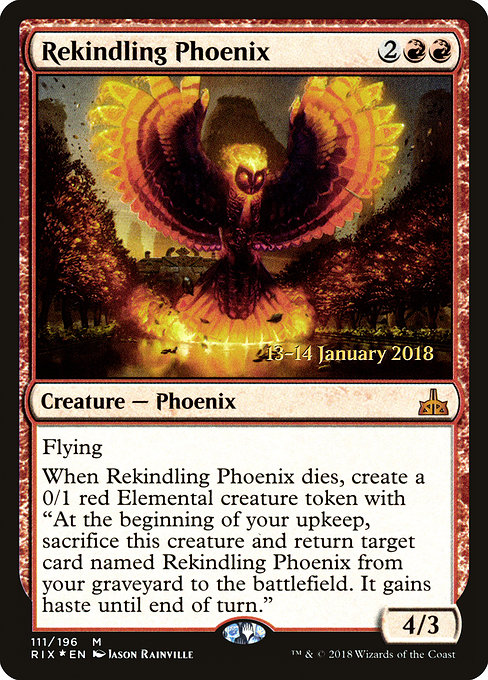 Rekindling Phoenix 2
13–14 January 2018
Creature — Phoenix
Flying
When Rekindling Phoenix dies, create a
0/1 red Elemental creature token with
“At the beginning of your upkeep,
sacrifice this creature and return target
card named Rekindling Phoenix from
your graveyard to the battlefield. It gains
haste until end of turn.”
4/3
111/196 M
RIX★EN Jason Rainville
™ & © 2018 Wizards of the Coast